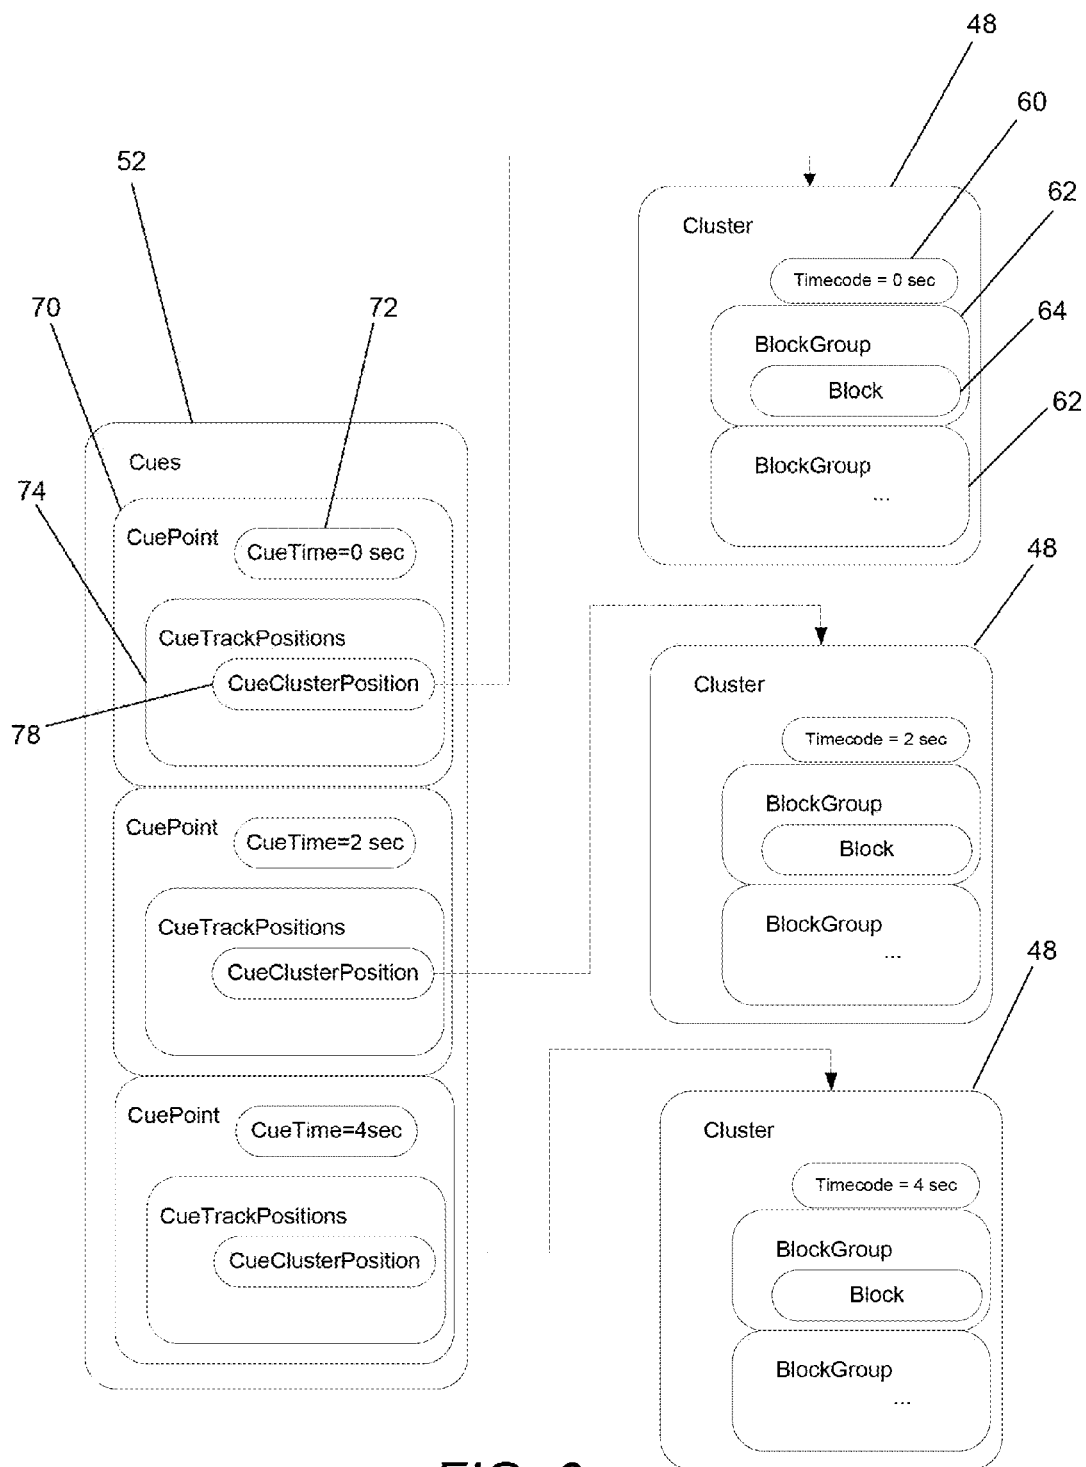 48
60
52
62
Cluster
Timecode = 0 sec
70
72
64
BlockGroup
Block
62
Cues
BlockGroup
...
74
CuePoint
CueTime=0 sec
48
CueTrackPositions
CueClusterPosition
Cluster
78
Timecode = 2 sec
BlockGroup
CuePoint
CueTime=2 sec
Block
CueTrackPositions
BlockGroup
...
CueClusterPosition
48
CuePoint
CueTime=4sec
Cluster
Timecode = 4 sec
CueTrackPositions
BlockGroup
CueClusterPosition
Block
BlockGroup
...
FIG.